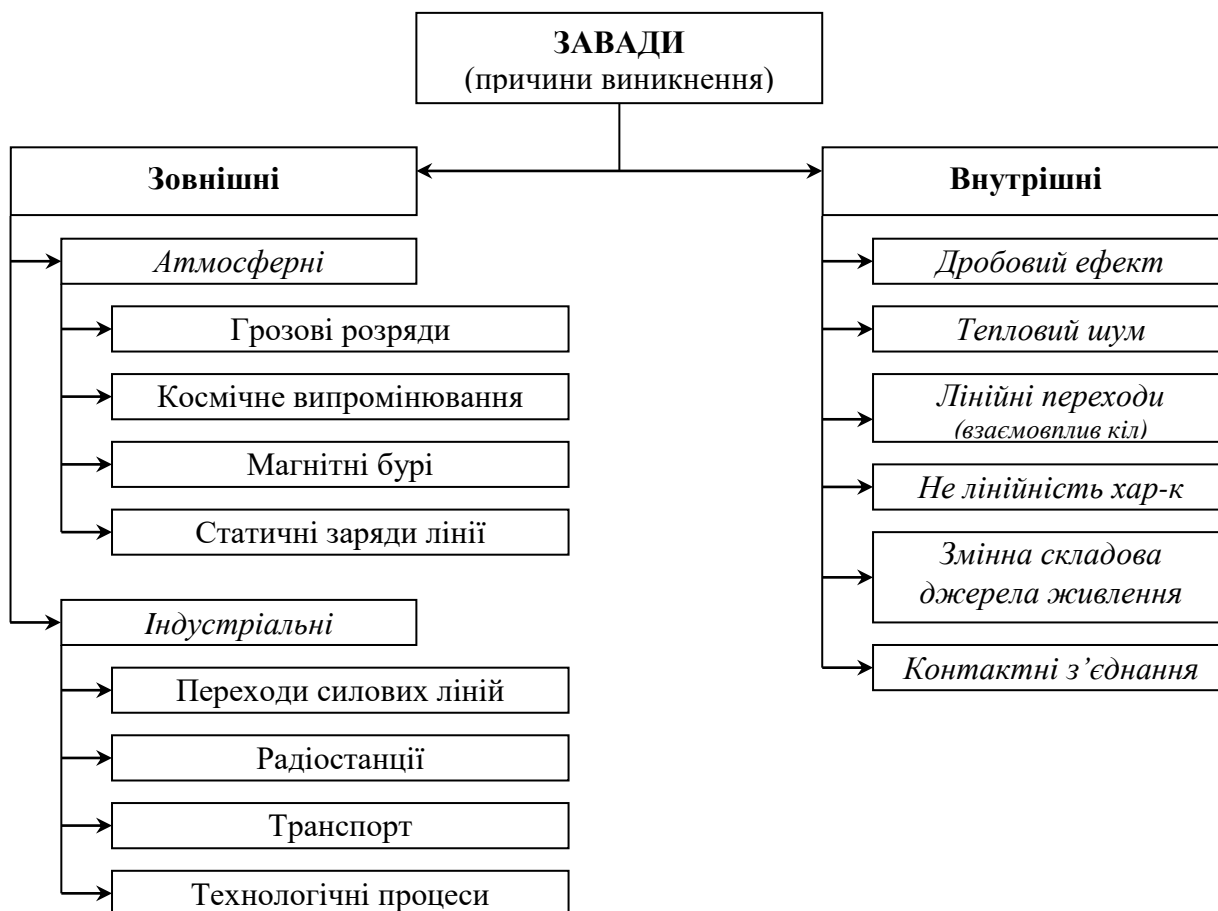 ЗАВАДИ
(причини виникнення)
Зовнішні
Атмосферні
Грозові розряди
Космічне випромінювання
Магнітні бурі
Статичні заряди лінії
Індустріальні
Переходи силових ліній
Радіостанції
Транспорт
Технологічні процеси
Внутрішні
Дробовий ефект
Тепловий шум
Лінійні переходи
(взаємовплив кіл)
Не лінійність хар-к
Змінна складова
джерела живлення
Контактні з’єднання